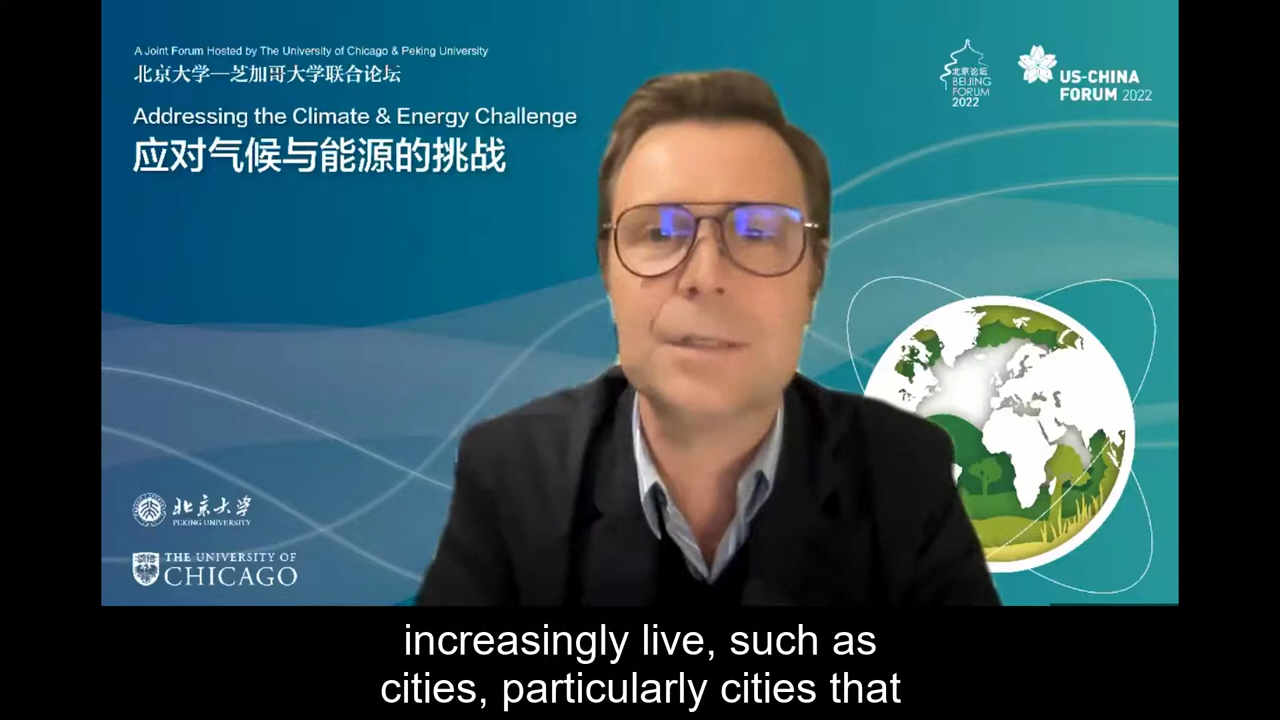 A Joint Forum Hosted by The University of Chicago & Peking University
北京大学—芝加哥大学联合论坛
Addressing the Climate & Energy Challenge
应对气候与能源的挑战
北京论坛
BEIJING
FORUM
2022
US-CHINA
FORUM 2022
北京大学
PEKING UNIVERSITY
THE UNIVERSITY OF
CHICAGO
increasingly live, such as
cities, particularly cities that